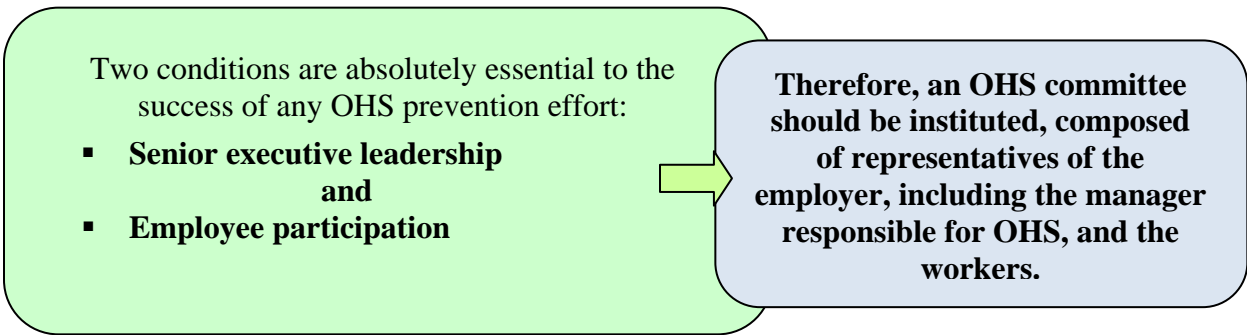 Two conditions are absolutely essential to the
success of any OHS prevention effort:
▪ Senior executive leadership
and
▪ Employee participation
Therefore, an OHS committee
should be instituted, composed
of representatives of the
employer, including the manager
responsible for OHS, and the
workers.